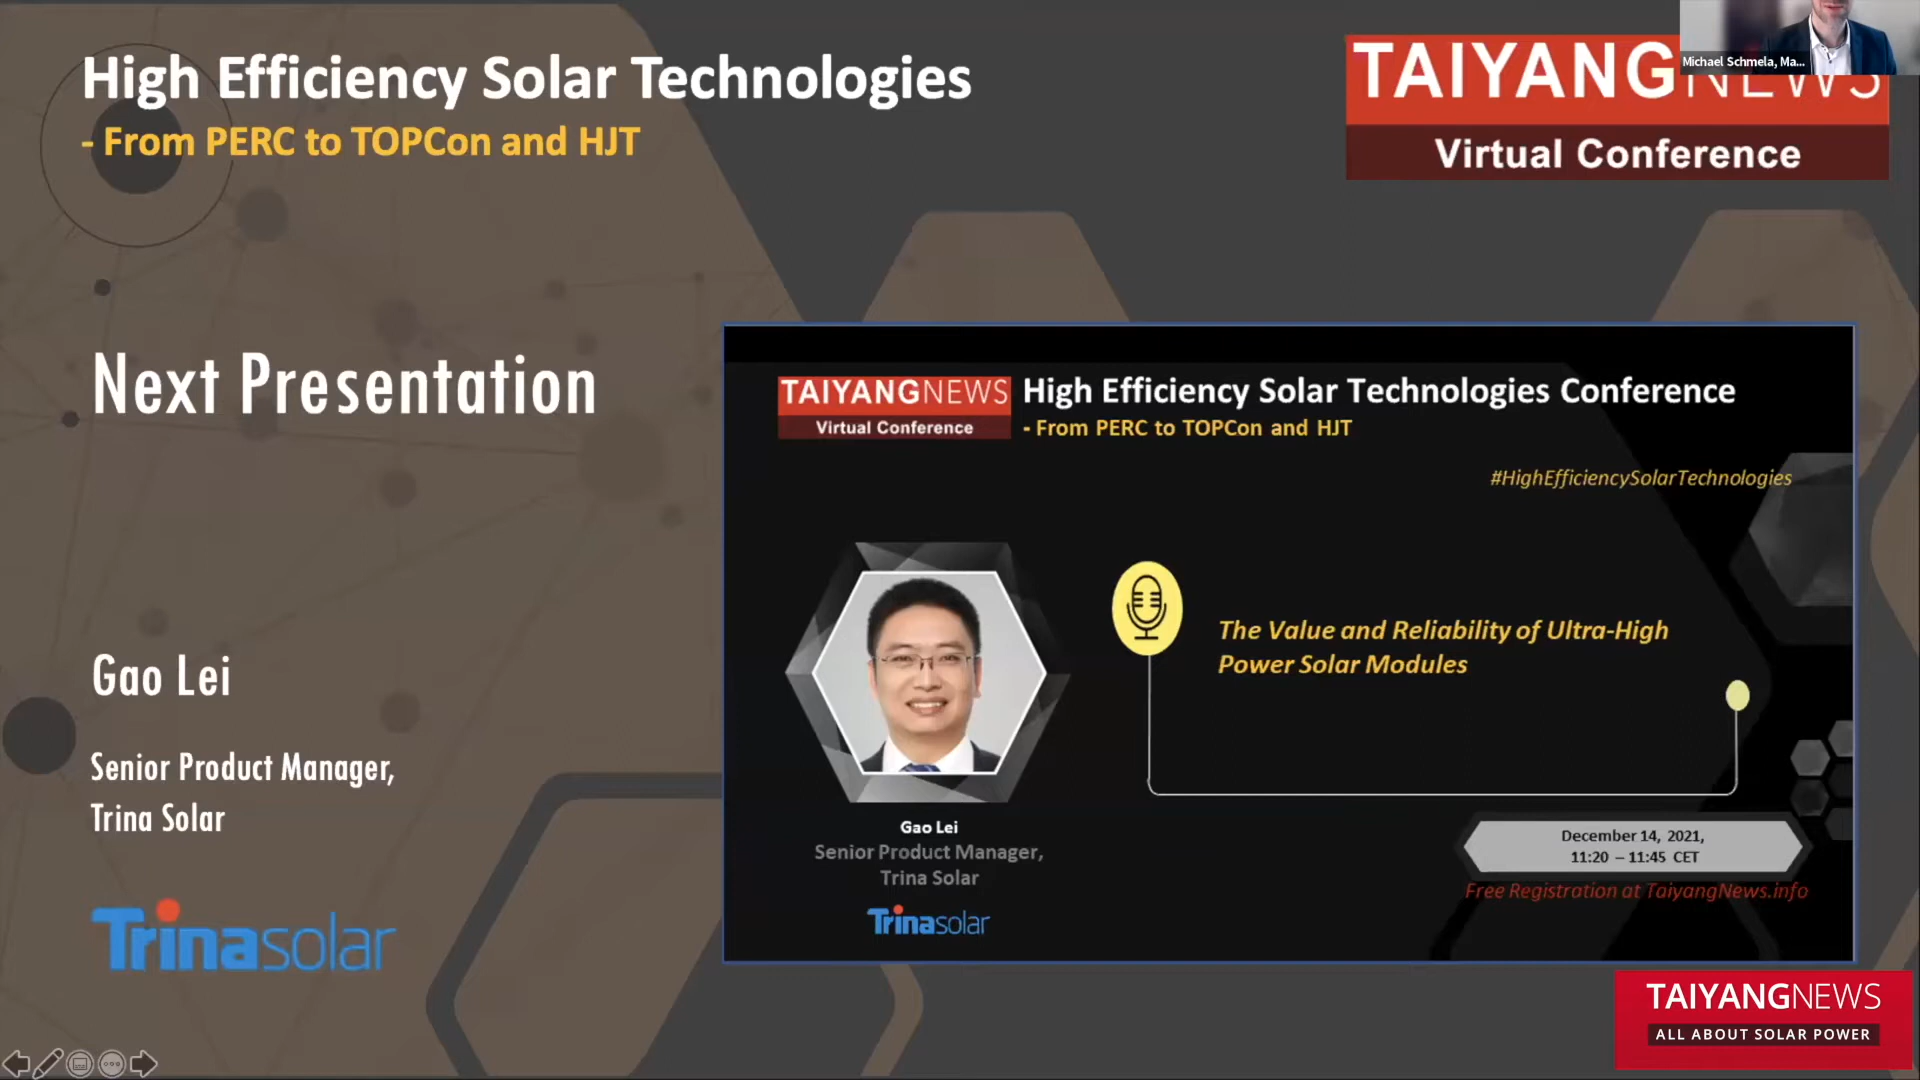 High Efficiency Solar Technologies
- From PERC to TOPCon and HJT
TAIYANGNEWS
Virtual Conference
Michael Schmela, Ma...
Next Presentation
Gao Lei
Senior Product Manager,
Trina Solar
Trinasolar
TAIYANGNEWS
Virtual Conference
High Efficiency Solar Technologies Conference
- From PERC to TOPCon and HJT
#HighEfficiencySolarTechnologies
The Value and Reliability of Ultra-High
Power Solar Modules
Gao Lei
Senior Product Manager,
Trina Solar
Trinasolar
December 14, 2021,
11:20 – 11:45 CET
Free Registration at TaiyangNews.info
TAIYANGNEWS
ALL ABOUT SOLAR POWER